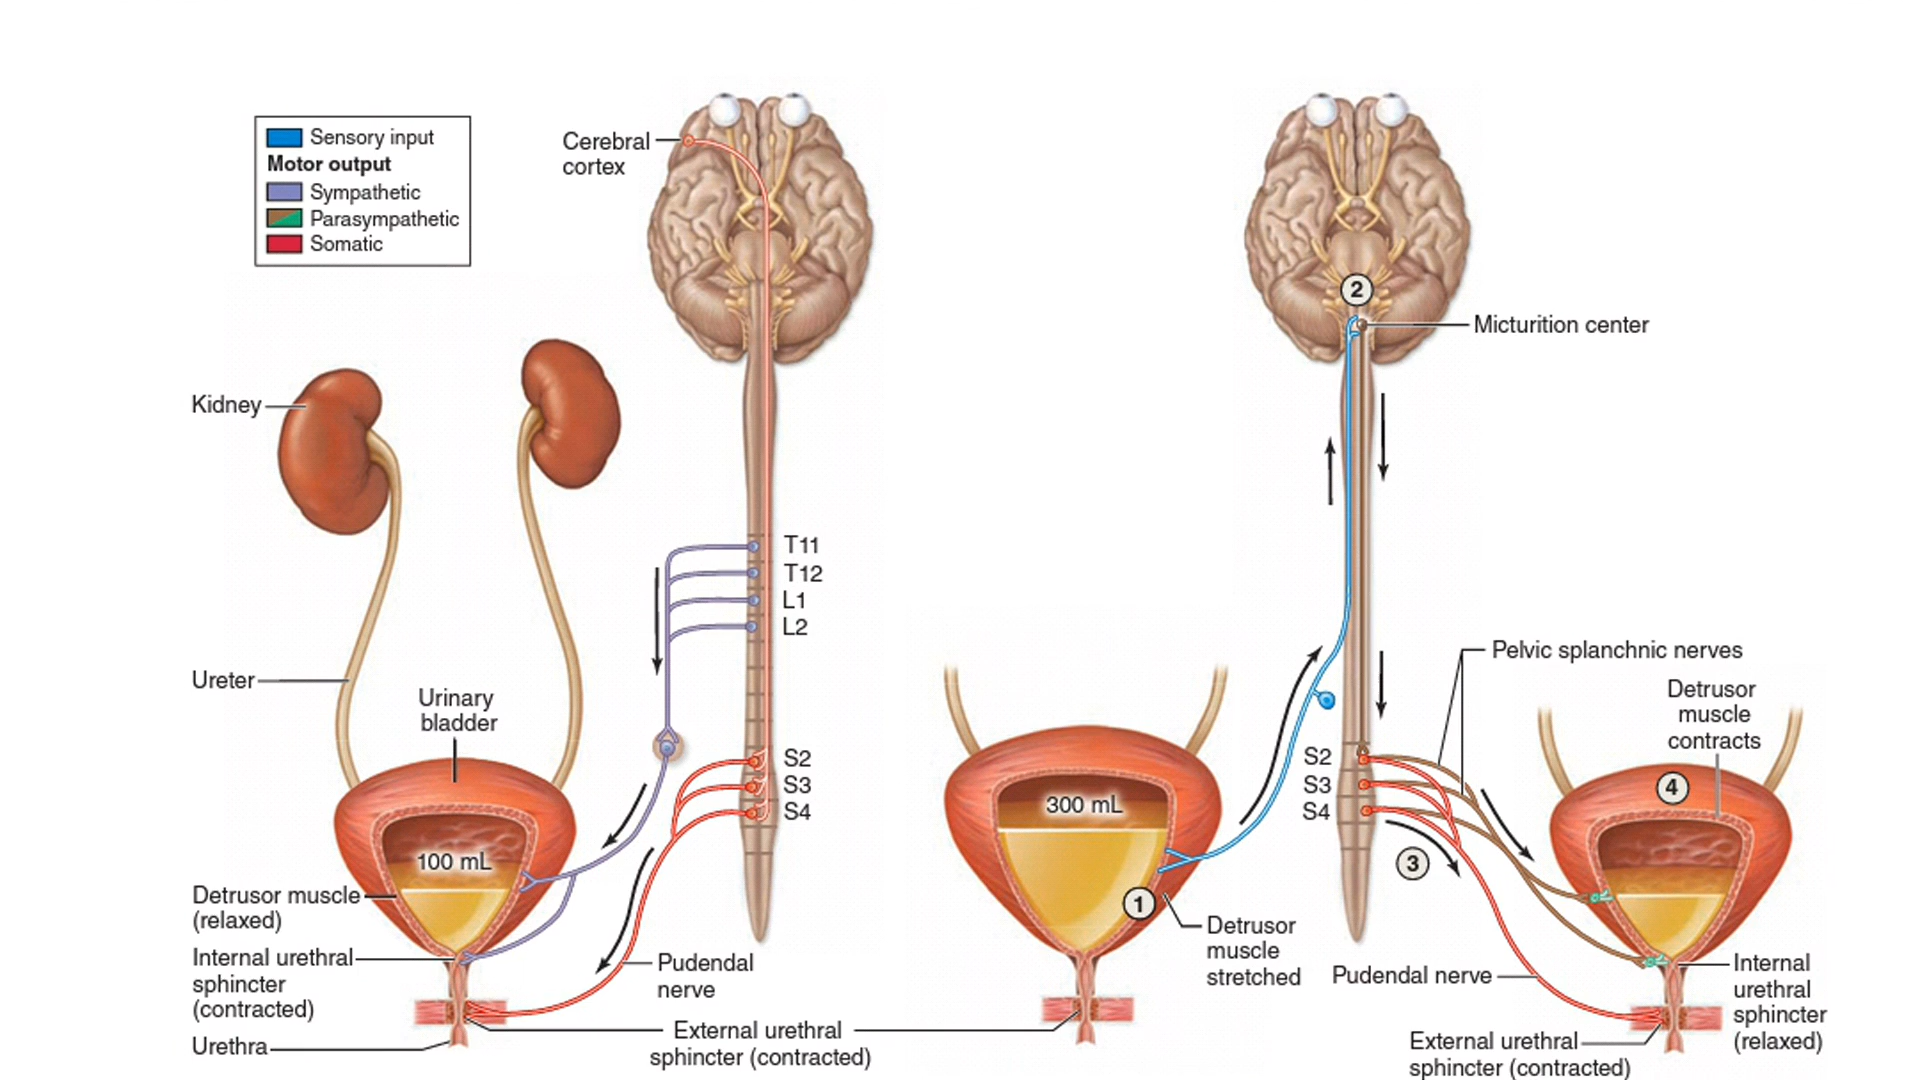 Sensory input
Motor output
Sympathetic
Parasympathetic
Somatic
Cerebral
cortex
Kidney
Ureter
Urinary
bladder
100 mL
Detrusor muscle
(relaxed)
Internal urethral
sphincter
(contracted)
Urethra
T11
T12
L1
L2
S2
S3
S4
Pudendal
nerve
External urethral
sphincter (contracted)
300 mL
1
Detrusor
muscle
stretched
2
Micturition center
S2
S3
S4
3
Pelvic splanchnic nerves
Detrusor
muscle
contracts
4
Pudendal nerve
Internal
urethral
sphincter
(relaxed)
External urethral
sphincter (contracted)